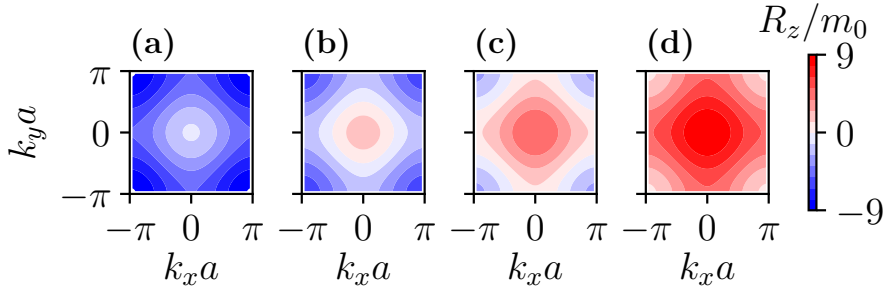 (a) (b) (c) (d) R_z/m_0
k_y a
π
0
−π
−π 0 π
−π 0 π
−π 0 π
−π 0 π
k_x a k_x a k_x a k_x a
9
0
−9